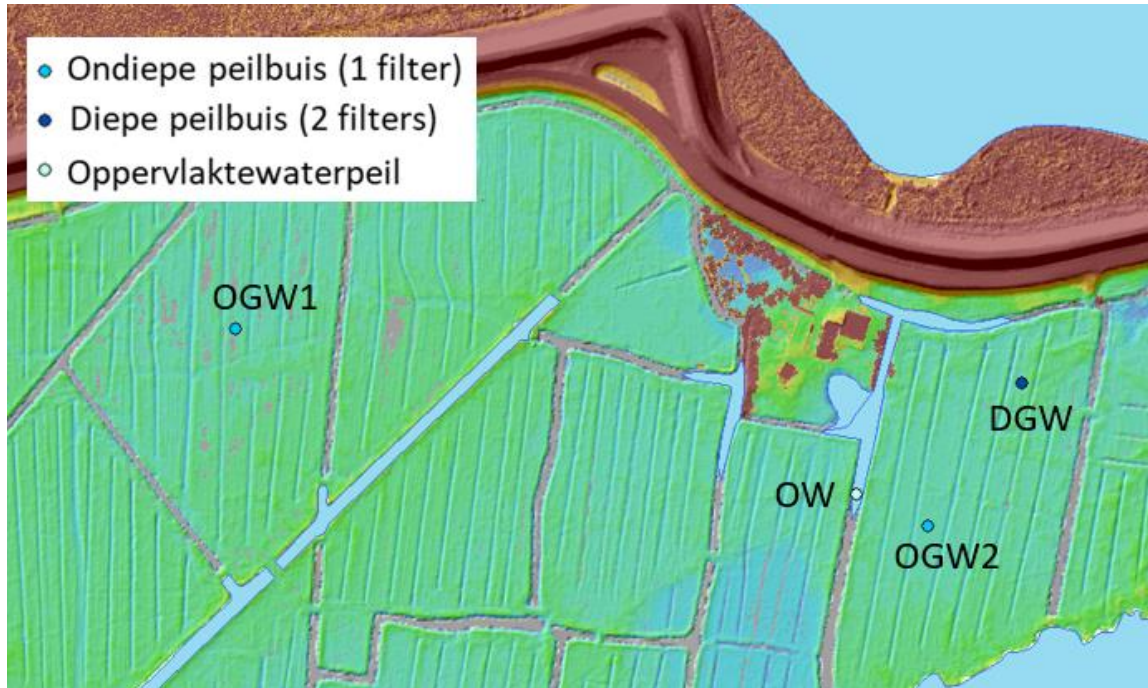 Ondiepe peilbuis (1 filter)
Diepe peilbuis (2 filters)
Oppervlaktewaterpeil
OGW1
DGW
OW
OGW2